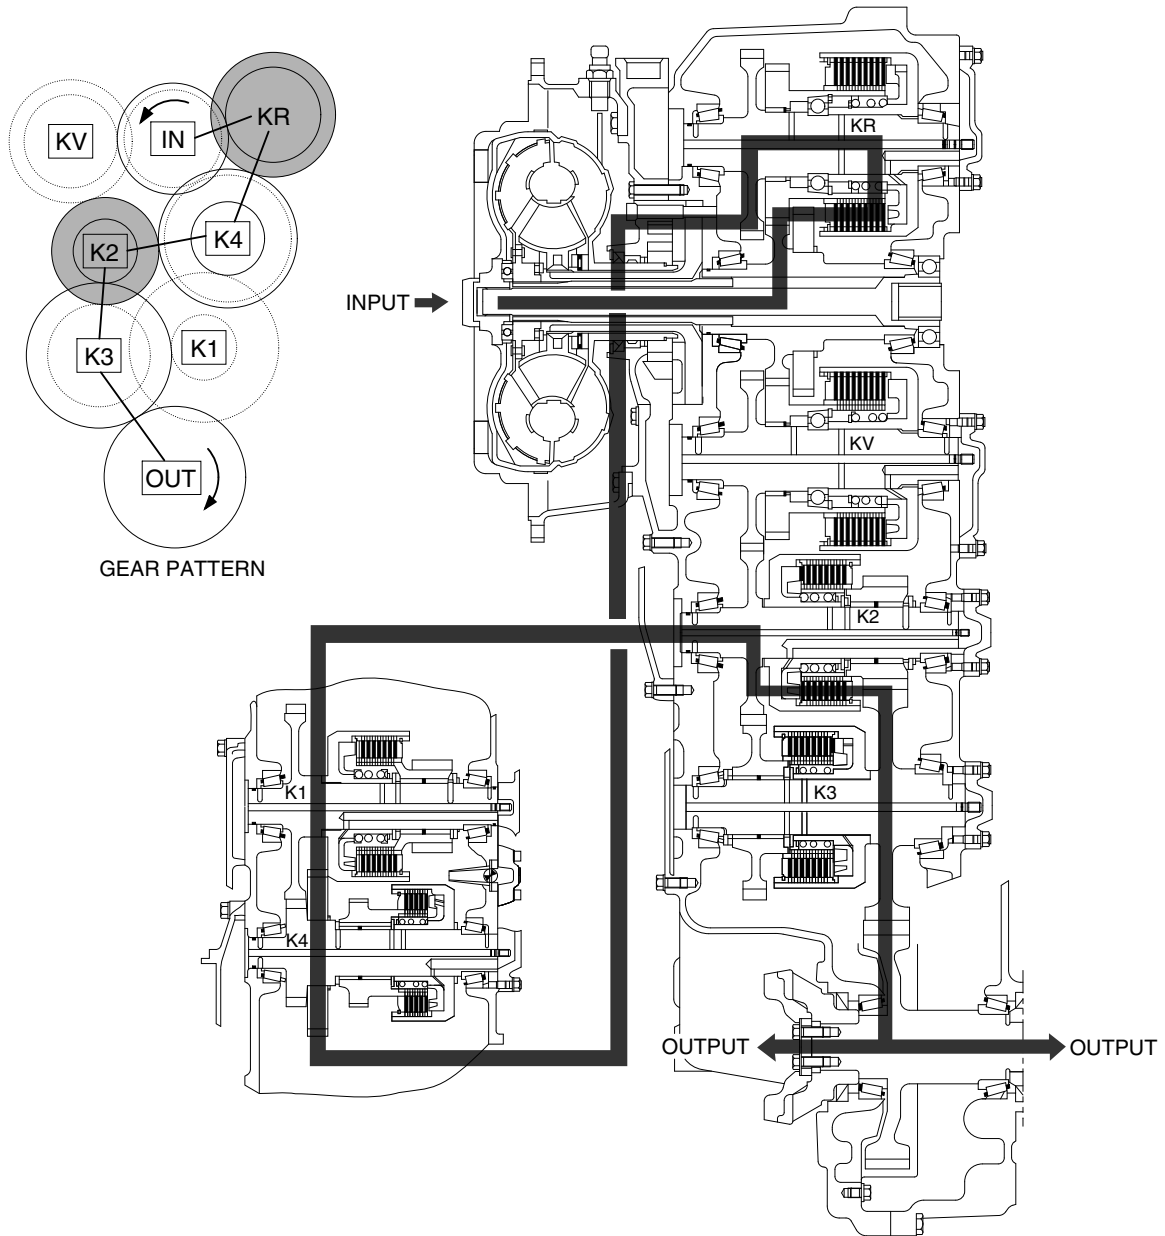 KR
KV
IN
K2
K4
K3
K1
OUT
GEAR PATTERN
KR
INPUT
KV
K2
K1
K3
K4
OUTPUT
OUTPUT